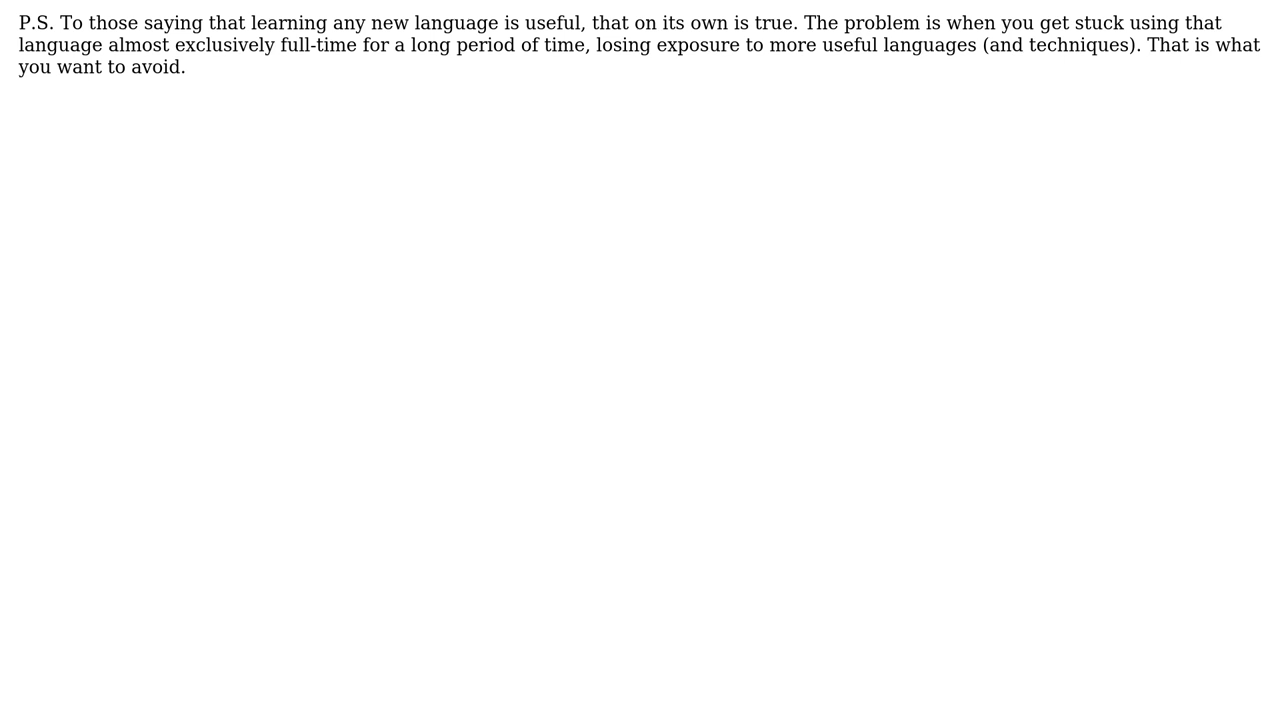 P.S. To those saying that learning any new language is useful, that on its own is true. The problem is when you get stuck using that
language almost exclusively full-time for a long period of time, losing exposure to more useful languages (and techniques). That is what
you want to avoid.